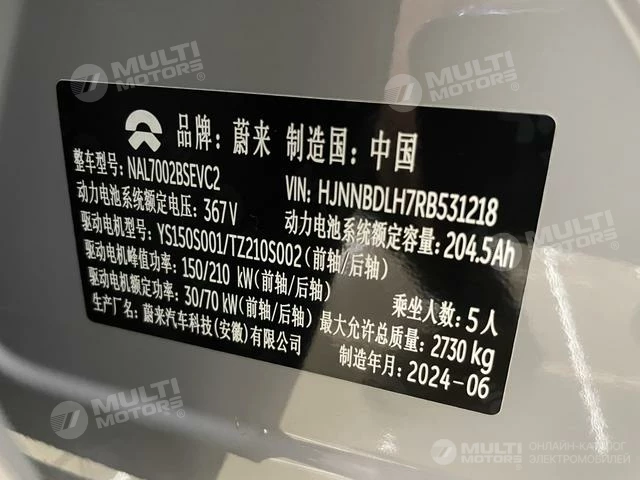 MULTI MOTORS
MULTI MOTORS
品牌: 蔚来 制造国: 中国
整车型号: NAL7002BSEVC2
VIN: HJNNBDLH7RB531218
动力电池系统额定电压: 367V
动力电池系统额定容量: 204.5Ah
驱动电机型号: YS150S001/TZ210S002(前轴/后轴)
驱动电机峰值功率: 150/210 kW(前轴/后轴)
驱动电机额定功率: 30/70 kW(前轴/后轴)
乘坐人数: 5人
生产厂名: 蔚来汽车科技(安徽)有限公司
最大允许总质量: 2730 kg
制造年月: 2024-06
MULTI MOTORS
MULTI MOTORS
MULTI MOTORS ОНЛАЙН-КАТАЛОГ ЭЛЕКТРОМОБИЛЕЙ